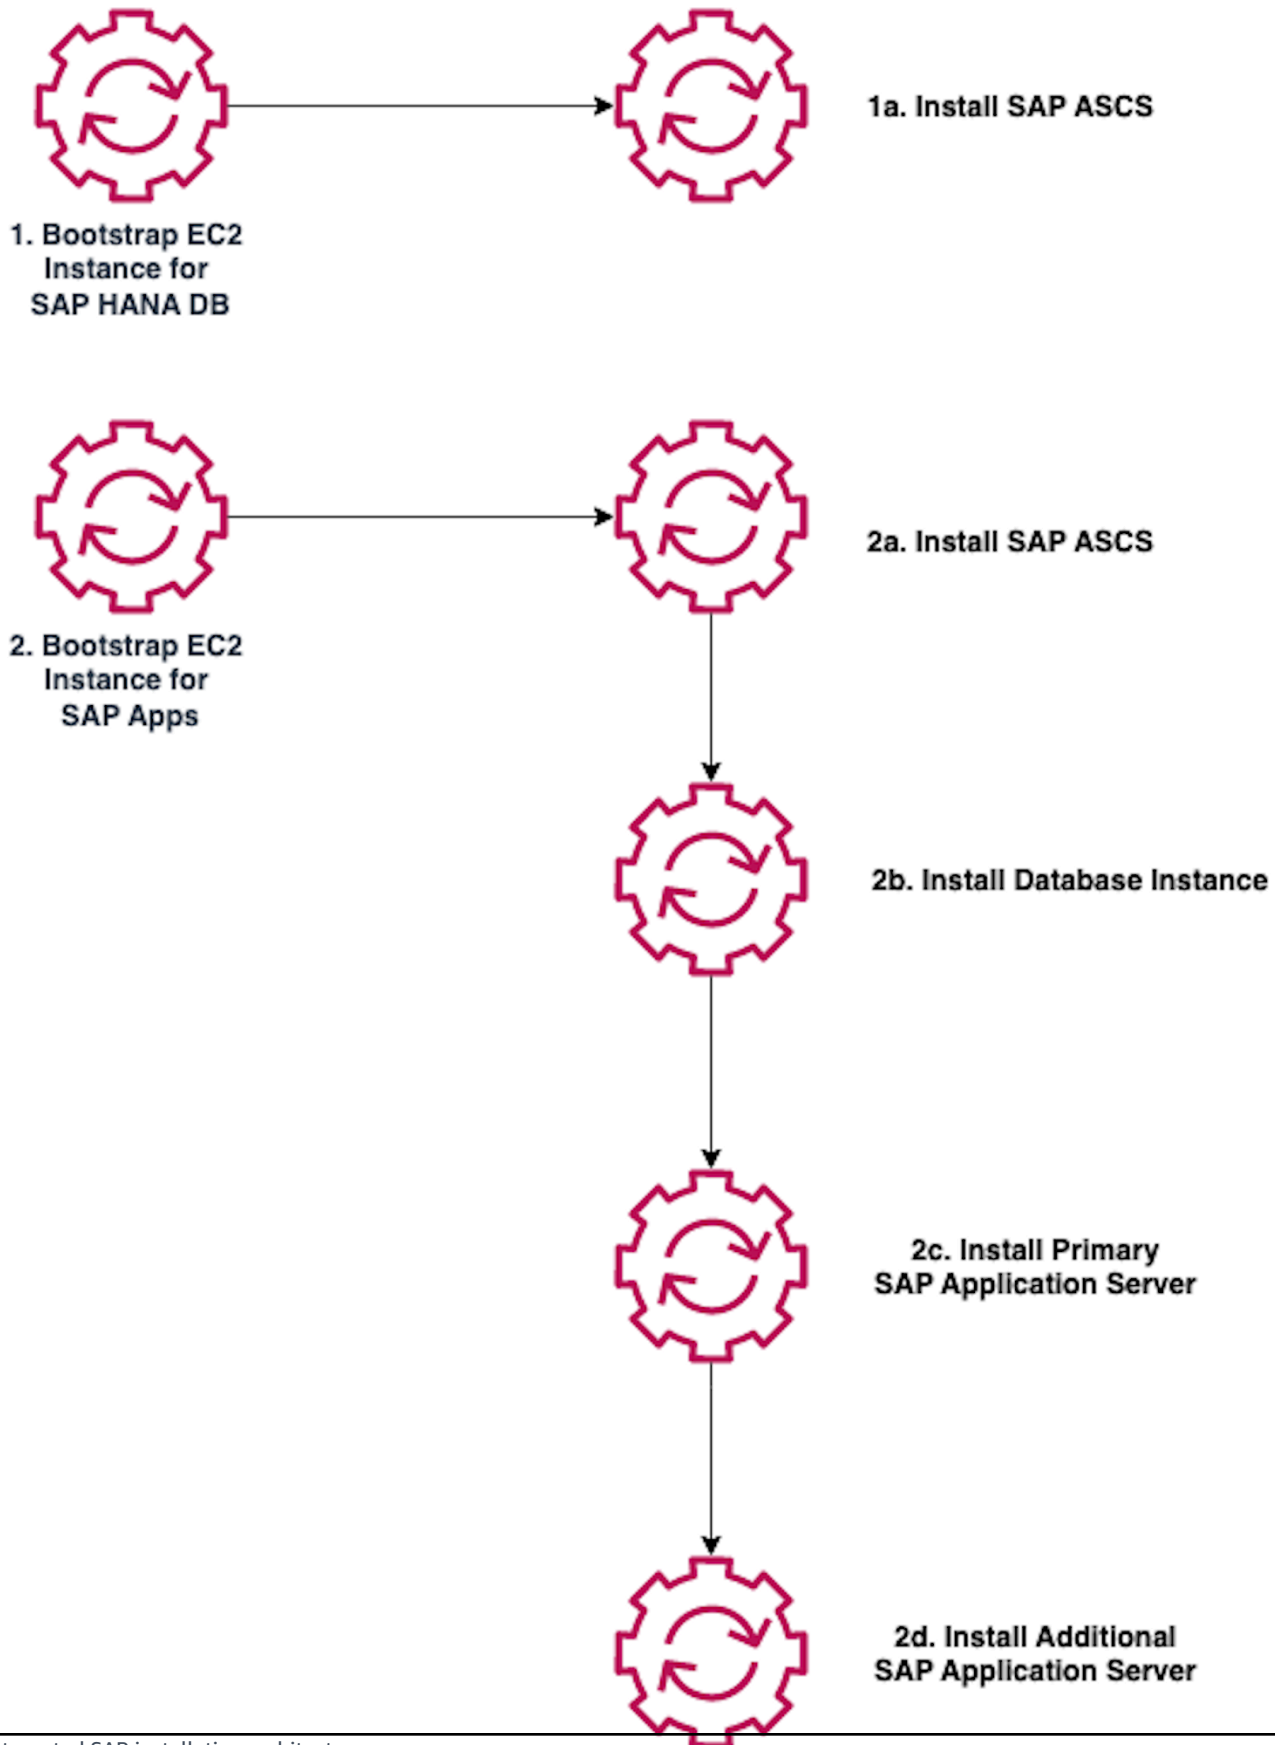 1a. Install SAP ASCS
1. Bootstrap EC2
Instance for
SAP HANA DB
2a. Install SAP ASCS
2. Bootstrap EC2
Instance for
SAP Apps
2b. Install Database Instance
2c. Install Primary
SAP Application Server
2d. Install Additional
SAP Application Server
SAP